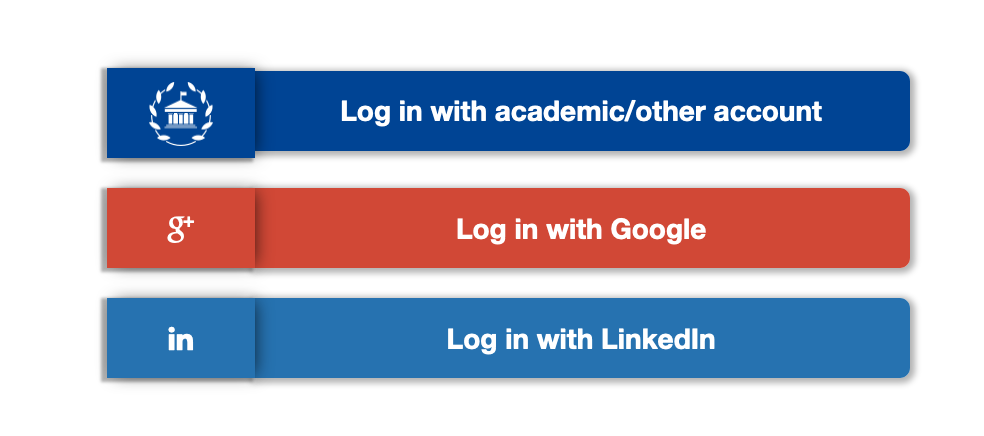 Log in with academic/other account
g+
Log in with Google
in
Log in with LinkedIn